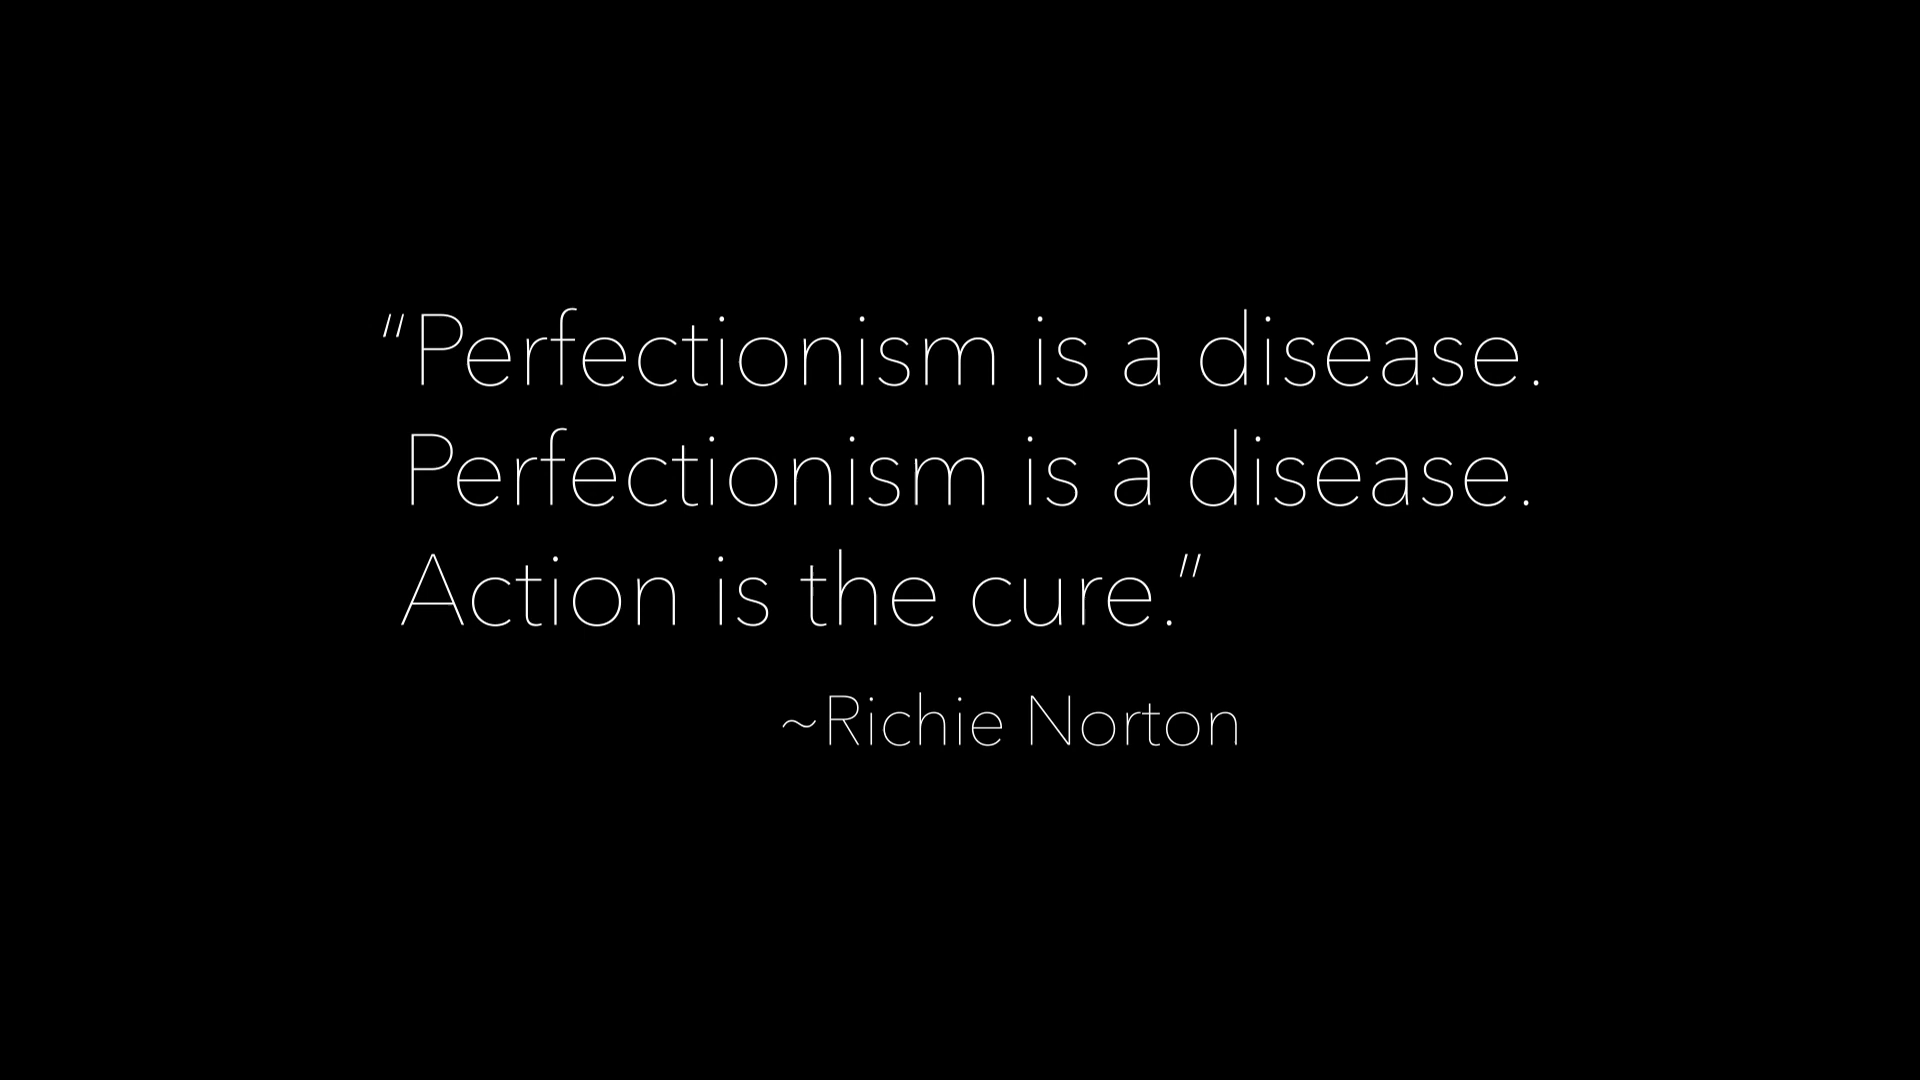 “Perfectionism is a disease.
Perfectionism is a disease.
Action is the cure.”
~Richie Norton